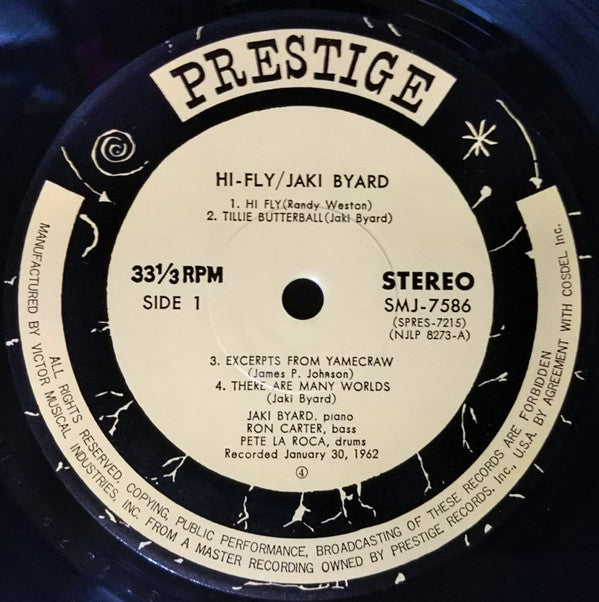 PRESTIGE
HI-FLY/JAKI BYARD
1. HI FLY(Randy Weston)
2. TILLIE BUTTERBALL(Jaki Byard)
33⅓ RPM
SIDE 1
STEREO
SMJ-7586
(SPRES-7215)
(NJLP 8273-A)
3. EXCERPTS FROM YAMECRAW
(James P. Johnson)
4. THERE ARE MANY WORLDS
(Jaki Byard)
JAKI BYARD, piano
RON CARTER, bass
PETE LA ROCA, drums
Recorded January 30, 1962
④
ALL RIGHTS RESERVED, COPYING, PUBLIC PERFORMANCE, BROADCASTING OF THESE RECORDS ARE FORBIDDEN
MANUFACTURED BY VICTOR MUSICAL INDUSTRIES, INC. FROM A MASTER RECORDING OWNED BY PRESTIGE RECORDS, Inc., U.S.A. BY AGREEMENT WITH COSDEL Inc.